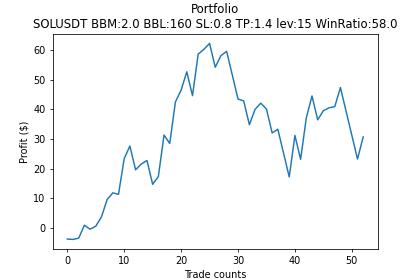 Portfolio
SOLUSDT BBM:2.0 BBL:160 SL:0.8 TP:1.4 lev:15 WinRatio:58.0
Profit ($)
60
50
40
30
20
10
0
0 10 20 30 40 50
Trade counts